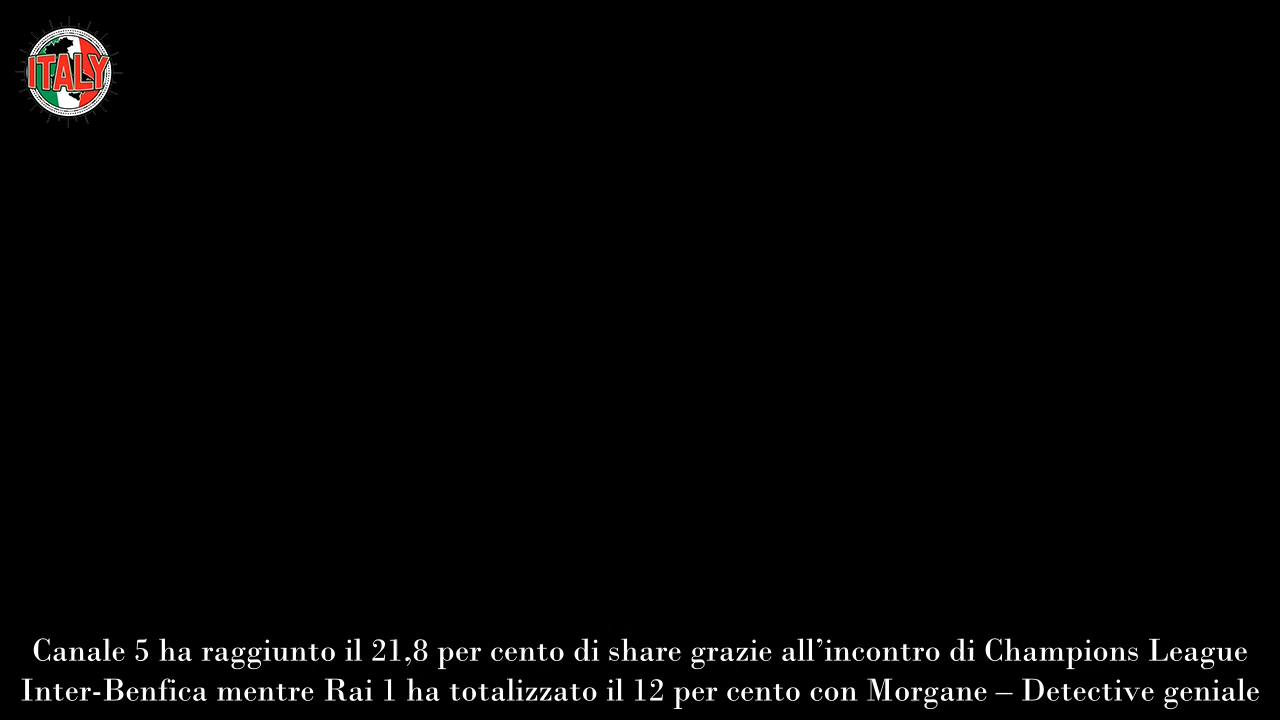 ITALY
Canale 5 ha raggiunto il 21,8 per cento di share grazie all’incontro di Champions League
Inter-Benfica mentre Rai 1 ha totalizzato il 12 per cento con Morgane – Detective geniale